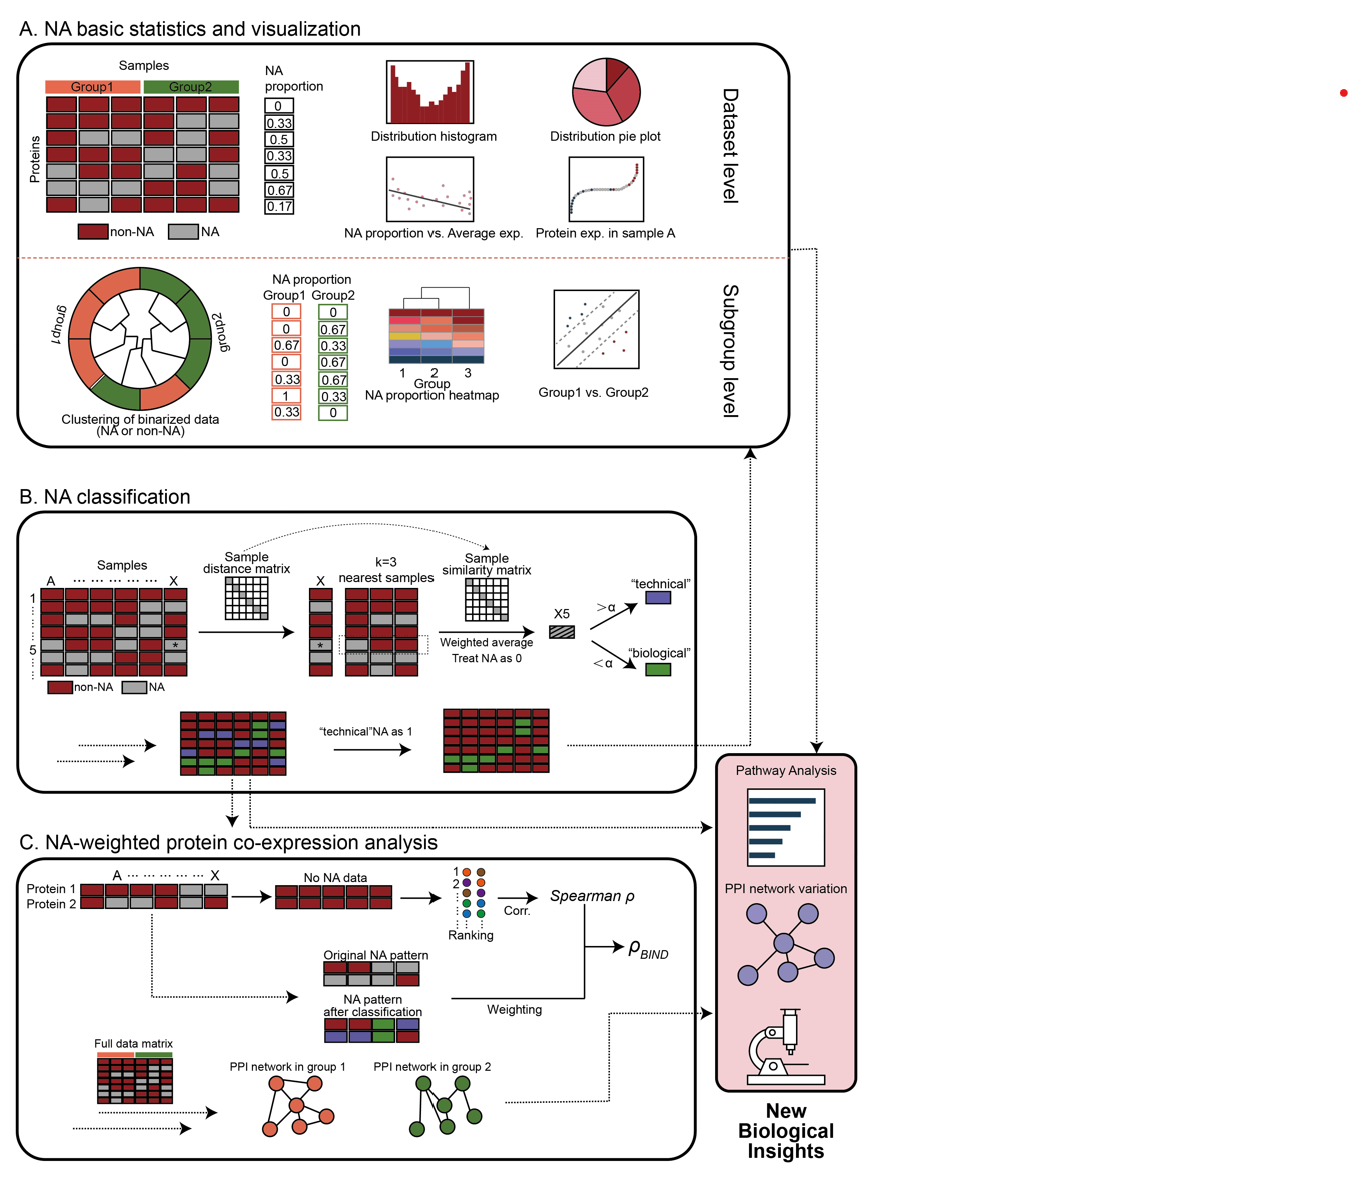 A. NA basic statistics and visualization
Samples
Group1 Group2
Proteins
non-NA NA
NA
proportion
0
0.33
0.5
0.33
0.5
0.67
0.17
Distribution histogram
Distribution pie plot
NA proportion vs. Average exp.
Protein exp. in sample A
Dataset level
group1
group2
Clustering of binarized data
(NA or non-NA)
NA proportion
Group1 Group2
0 0
0 0.67
0.67 0.33
0 0.67
0.33 0.67
1 0.33
0.33 0
1 2 3
Group
NA proportion heatmap
Group1 vs. Group2
Subgroup level
B. NA classification
Samples
A ... ... ... ... ... X
1
5
*
non-NA NA
Sample
distance matrix
X
*
k=3
nearest samples
Sample
similarity matrix
Weighted average
Treat NA as 0
X5
>α
<α
"technical"
"biological"
"technical"NA as 1
C. NA-weighted protein co-expression analysis
A ... ... ... ... ... X
Protein 1
Protein 2
No NA data
1
2
Ranking
Corr.
Spearman ρ
ρBIND
Original NA pattern
NA pattern
after classification
Weighting
Full data matrix
PPI network in group 1
PPI network in group 2
Pathway Analysis
PPI network variation
New
Biological
Insights